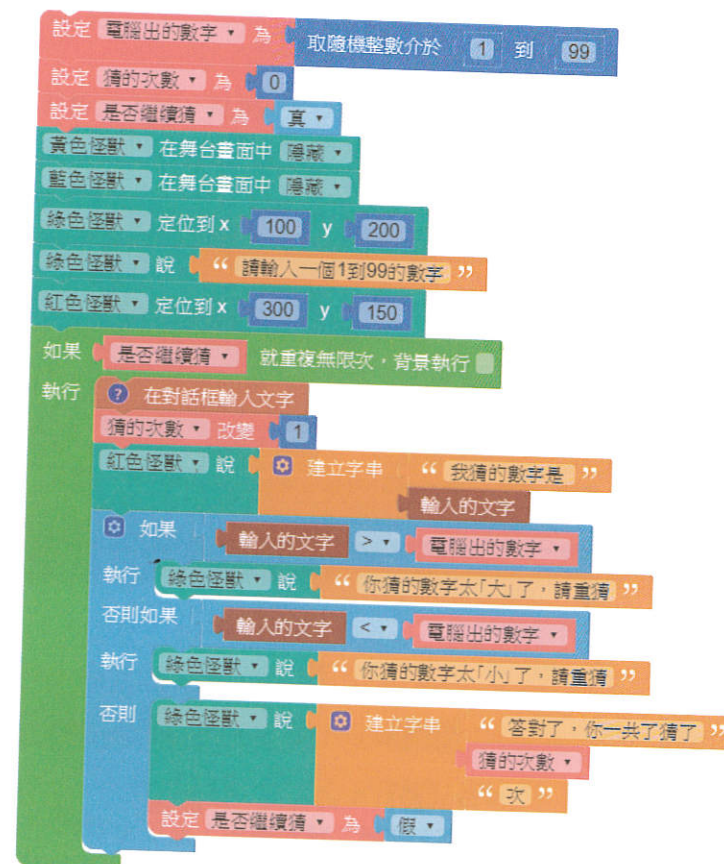 設定 電腦出的數字 為 取隨機整數介於 1 到 99
設定 猜的次數 為 0
設定 是否繼續猜 為 真
黃色怪獸 在舞台畫面中 隱藏
藍色怪獸 在舞台畫面中 隱藏
綠色怪獸 定位到 x 100 y 200
綠色怪獸 說 “ 請輸入一個1到99的數字 ”
紅色怪獸 定位到 x 300 y 150
如果 是否繼續猜 就重複無限次，背景執行
執行 ? 在對話框輸入文字
猜的次數 改變 1
紅色怪獸 說 建立字串 “ 我猜的數字是 ”
輸入的文字
如果 輸入的文字 > 電腦出的數字
執行 綠色怪獸 說 “ 你猜的數字太「大」了，請重猜 ”
否則如果 輸入的文字 < 電腦出的數字
執行 綠色怪獸 說 “ 你猜的數字太「小」了，請重猜 ”
否則 綠色怪獸 說 建立字串 “ 答對了，你一共了猜了 ”
猜的次數
“ 次 ”
設定 是否繼續猜 為 假